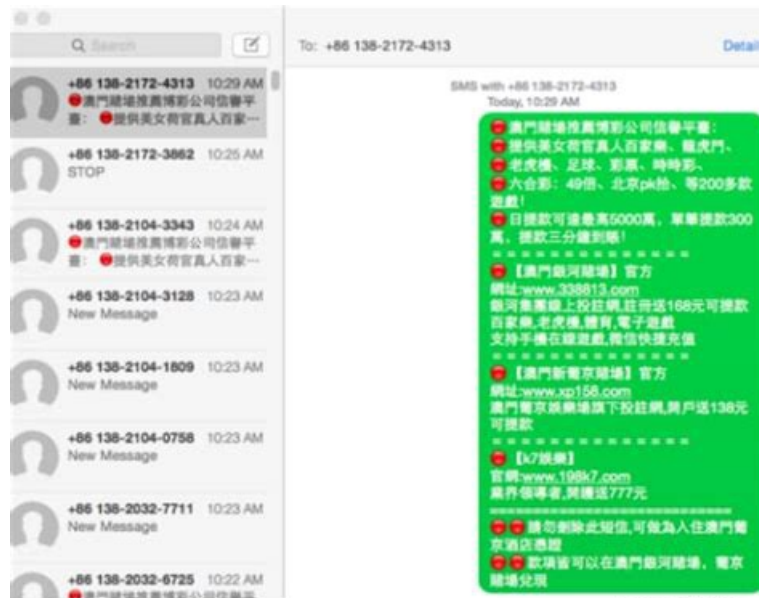 Search
To: +86 138-2172-4313
Detail
+86 138-2172-4313 10:29 AM
澳門賭場推薦博彩公司信譽平
臺: 提供美女荷官真人百家⋯
+86 138-2172-3862 10:25 AM
STOP
+86 138-2104-3343 10:24 AM
澳門賭場推薦博彩公司信譽平
臺: 提供美女荷官真人百家⋯
+86 138-2104-3128 10:23 AM
New Message
+86 138-2104-1809 10:23 AM
New Message
+86 138-2104-0758 10:23 AM
New Message
+86 138-2032-7711 10:23 AM
New Message
+86 138-2032-6725 10:22 AM
澳門賭場推薦博彩公司信譽平
SMS with +86 138-2172-4313
Today, 10:29 AM
澳門賭場推薦博彩公司信譽平臺:
提供美女荷官真人百家樂、龍虎門、
老虎機、足球、彩票、時時彩、
六合彩: 49倍、北京pk拾、等200多款
遊戲!
日提款可達最高5000萬, 單筆提款300
萬, 提款三分鐘到賬!
= = = = = = = = = = = = = =
【澳門銀河賭場】官方
網址:www.338813.com
銀河集團線上投註網,註冊送168元可提款
百家樂,老虎機,體育,電子遊戲
支持手機在線遊戲,微信快捷充值
= = = = = = = = = = = = = =
【澳門新葡京賭場】官方
網址:www.xp158.com
澳門葡京娛樂場旗下投註網,開戶送138元
可提款
= = = = = = = = = = = = = =
【k7娛樂】
官網:www.198k7.com
業界領導者,開護送777元
===========================
請勿刪除此短信,可做為入住澳門葡
京酒店憑證
款項皆可以在澳門銀河賭場, 葡京
賭場兌現